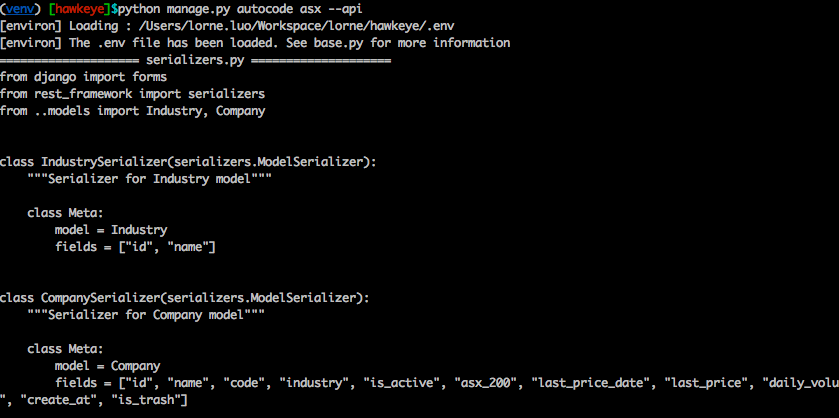 (venv) [hawkeye]$python manage.py autocode asx --api
[environ] Loading : /Users/lorne.luo/Workspace/lorne/hawkeye/.env
[environ] The .env file has been loaded. See base.py for more information
==================== serializers.py ====================
from django import forms
from rest_framework import serializers
from ..models import Industry, Company
class IndustrySerializer(serializers.ModelSerializer):
    """Serializer for Industry model"""
    class Meta:
        model = Industry
        fields = ["id", "name"]
class CompanySerializer(serializers.ModelSerializer):
    """Serializer for Company model"""
    class Meta:
        model = Company
        fields = ["id", "name", "code", "industry", "is_active", "asx_200", "last_price_date", "last_price", "daily_volu
", "create_at", "is_trash"]